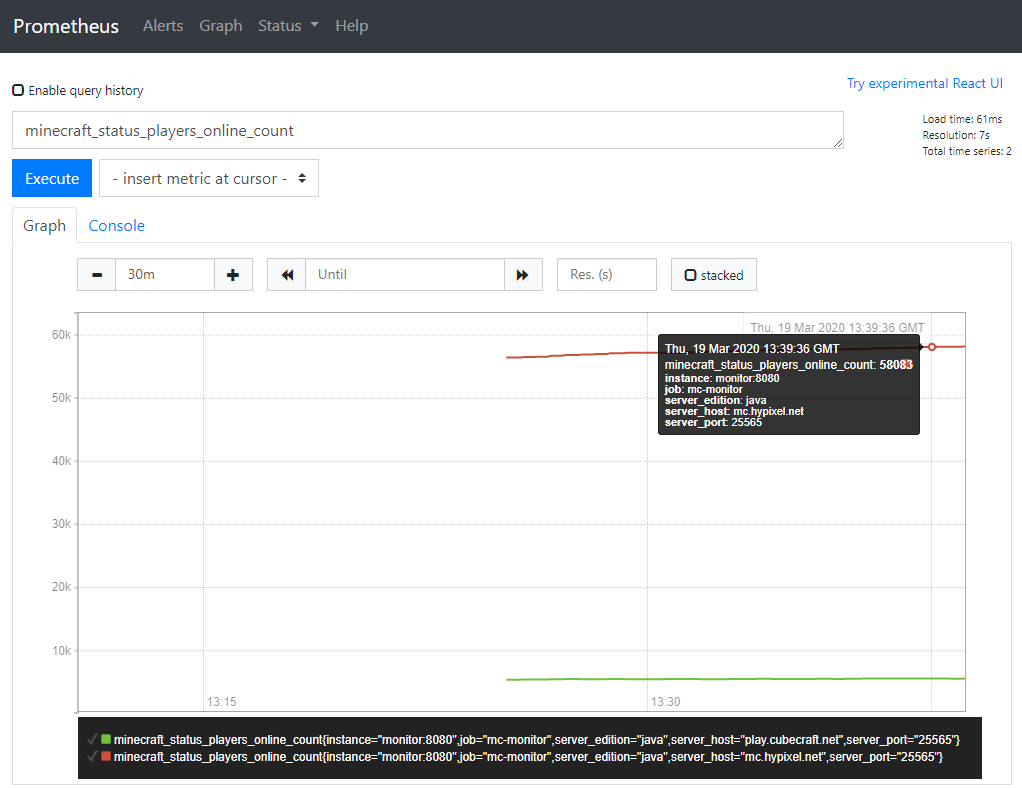 Prometheus Alerts Graph Status Help
Enable query history
Try experimental React UI
minecraft_status_players_online_count
Load time: 61ms
Resolution: 7s
Total time series: 2
Execute
- insert metric at cursor -
Graph Console
30m
Until
Res. (s)
stacked
60k
50k
40k
30k
20k
10k
Thu, 19 Mar 2020 13:39:36 GMT
Thu, 19 Mar 2020 13:39:36 GMT
minecraft_status_players_online_count: 58083
instance: monitor:8080
job: mc-monitor
server_edition: java
server_host: mc.hypixel.net
server_port: 25565
13:15
13:30
minecraft_status_players_online_count{instance="monitor:8080",job="mc-monitor",server_edition="java",server_host="play.cubecraft.net",server_port="25565"}
minecraft_status_players_online_count{instance="monitor:8080",job="mc-monitor",server_edition="java",server_host="mc.hypixel.net",server_port="25565"}